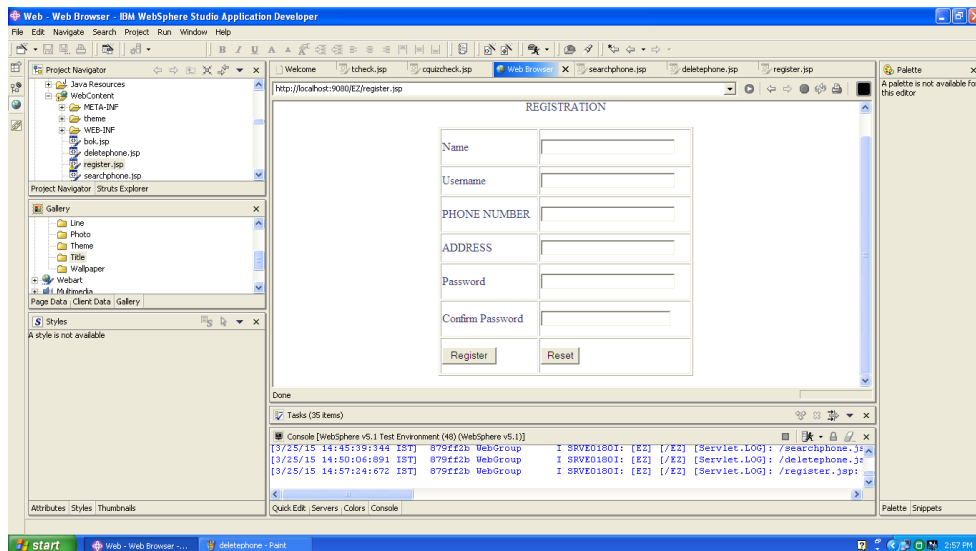 Web - Web Browser - IBM WebSphere Studio Application Developer
File Edit Navigate Search Project Run Window Help
Project Navigator
Java Resources
WebContent
META-INF
theme
WEB-INF
bok.jsp
deletephone.jsp
register.jsp
searchphone.jsp
Project Navigator Struts Explorer
Gallery
Line
Photo
Theme
Title
Wallpaper
Webart
Multimedia
Page Data Client Data Gallery
Styles
A style is not available
Attributes Styles Thumbnails
Welcome tcheck.jsp cquizcheck.jsp Web Browser searchphone.jsp deletephone.jsp register.jsp
http://localhost:9080/EZ/register.jsp
REGISTRATION
Name
Username
PHONE NUMBER
ADDRESS
Password
Confirm Password
Register Reset
Done
Tasks (35 items)
Console [WebSphere v5.1 Test Environment (48) (WebSphere v5.1)]
[3/25/15 14:45:39:344 IST] 879ff2b WebGroup I SRVE0180I: [EZ] [/EZ] [Servlet.LOG]: /searchphone.js
[3/25/15 14:50:06:891 IST] 879ff2b WebGroup I SRVE0180I: [EZ] [/EZ] [Servlet.LOG]: /deletephone.js
[3/25/15 14:57:24:672 IST] 879ff2b WebGroup I SRVE0180I: [EZ] [/EZ] [Servlet.LOG]: /register.jsp:
Quick Edit Servers Colors Console
Palette
A palette is not available for
this editor
Palette Snippets
start Web - Web Browser -... deletephone - Paint 2:57 PM